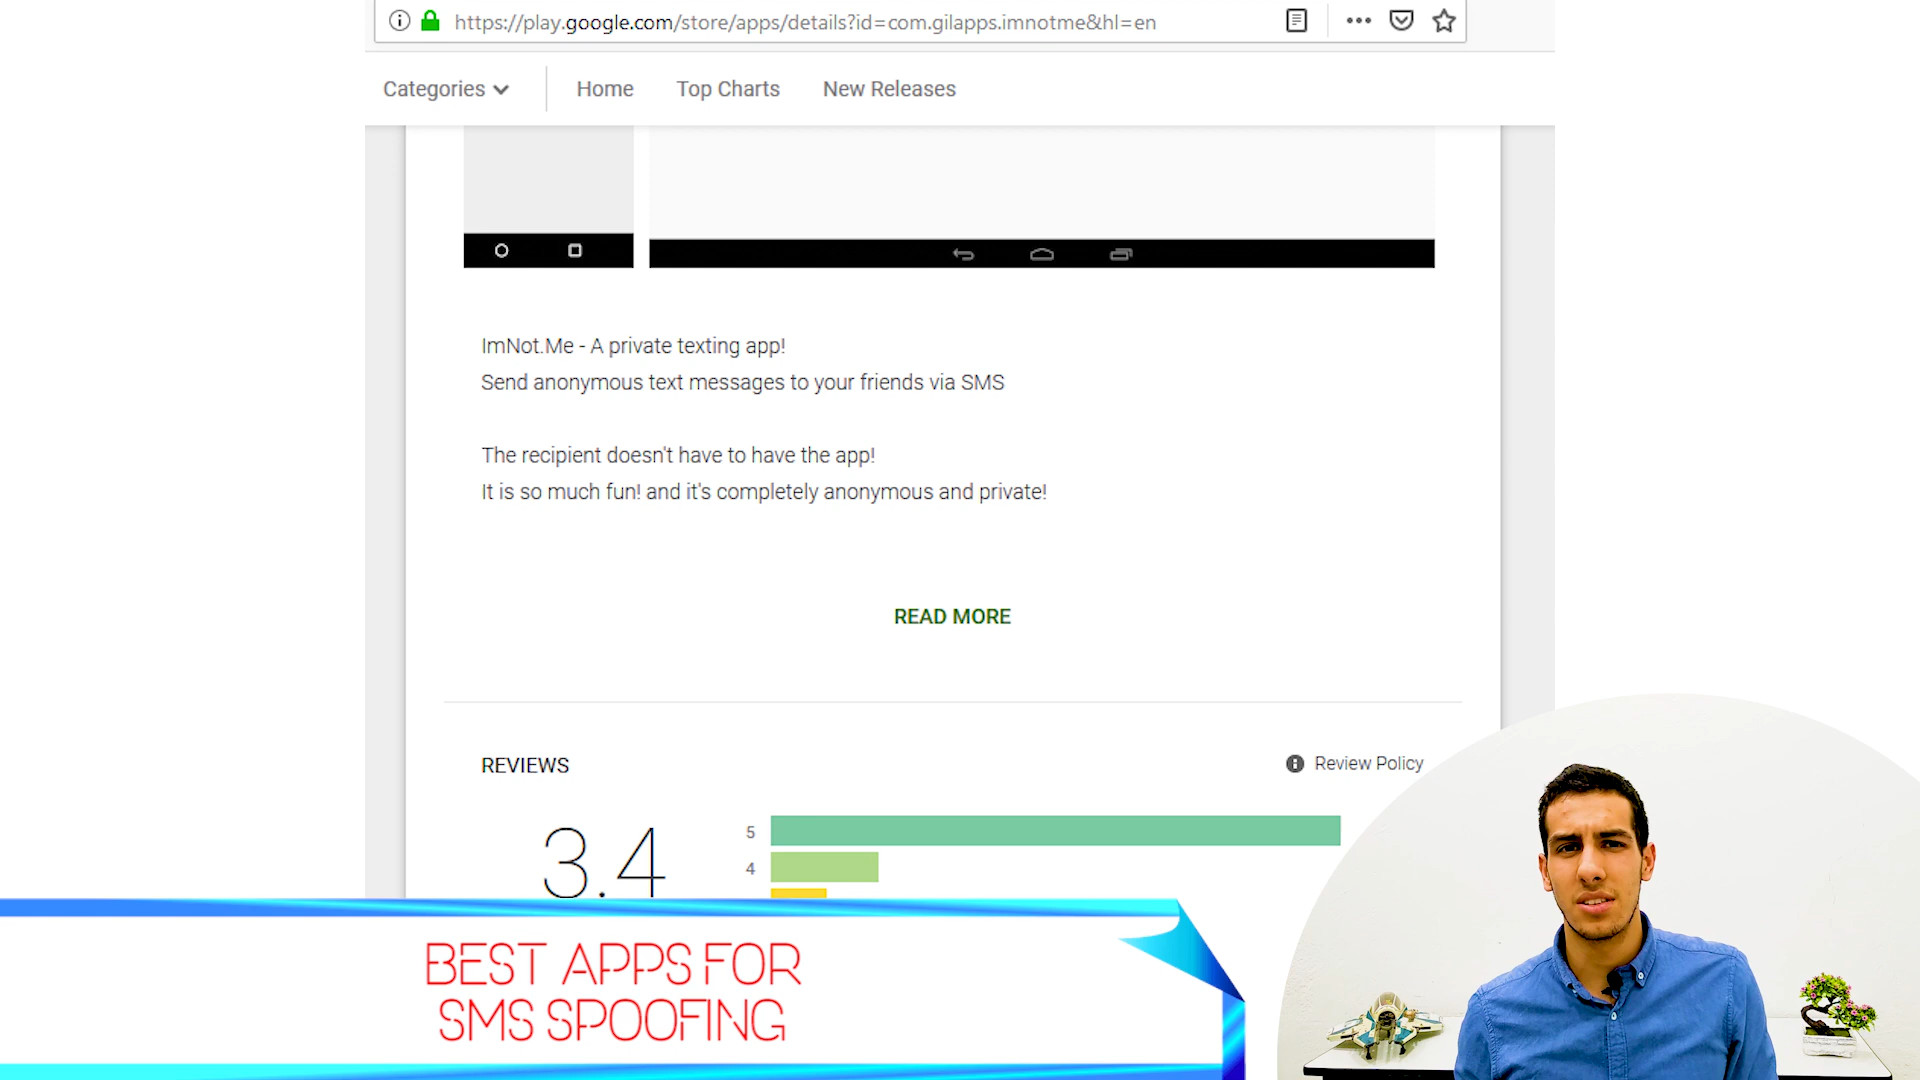 https://play.google.com/store/apps/details?id=com.gilapps.imnotme&hl=en
Categories Home Top Charts New Releases
ImNot.Me - A private texting app!
Send anonymous text messages to your friends via SMS
The recipient doesn't have to have the app!
It is so much fun! and it's completely anonymous and private!
READ MORE
REVIEWS
Review Policy
3.4
5
4
BEST APPS FOR
SMS SPOOFING